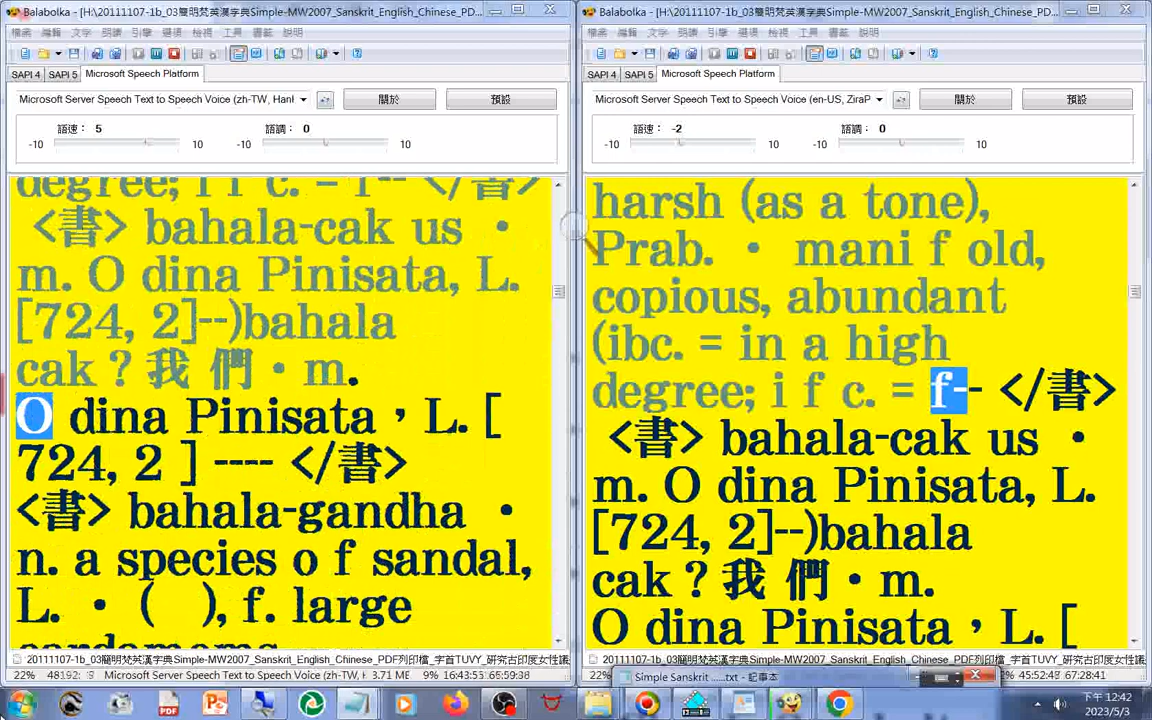 Balabolka - [H:\20111107-1b_03簡明梵英漢字典Simple-MW2007_Sanskrit_English_Chinese_PD...
檔案 編輯 文字 朗讀 引擎 選項 檢視 工具 書籤 說明
SAPI 4 SAPI 5 Microsoft Speech Platform
Microsoft Server Speech Text to Speech Voice (zh-TW, HanI
關於
預設
語速： 5
語調： 0
-10 10 -10 10
degree; i f c. = f-- </書>
<書> bahala-cak us •
m. O dina Pinisata, L.
[724, 2]--)bahala
cak？我 們•m.
O dina Pinisata，L. [
724, 2 ] ---- </書>
<書> bahala-gandha •
n. a species o f sandal,
L. • ( ), f. large
cardamoms
20111107-1b_03簡明梵英漢字典Simple-MW2007_Sanskrit_English_Chinese_PDF列印檔_字首TUVY_研究古印度女性議
22% Microsoft Server Speech Text to Speech Voice (zh-TW, 3.71 ME 9% 16:43:55/65:59:38
Balabolka - [H:\20111107-1b_03簡明梵英漢字典Simple-MW2007_Sanskrit_English_Chinese_PD...
檔案 編輯 文字 朗讀 引擎 選項 檢視 工具 書籤 說明
SAPI 4 SAPI 5 Microsoft Speech Platform
Microsoft Server Speech Text to Speech Voice (en-US, ZiraP
關於
預設
語速： -2
語調： 0
-10 10 -10 10
harsh (as a tone),
Prab. • mani f old,
copious, abundant
(ibc. = in a high
degree; i f c. = f-- </書>
<書> bahala-cak us •
m. O dina Pinisata, L.
[724, 2]--)bahala
cak？我 們•m.
O dina Pinisata，L. [
20111107-1b_03簡明梵英漢字典Simple-MW2007_Sanskrit_English_Chinese_PDF列印檔_字首TUVY_研究古印度女性議
22% 45:52:43/67:28:41
Simple Sanskrit ......txt - 記事本
下午 12:42
2023/5/3